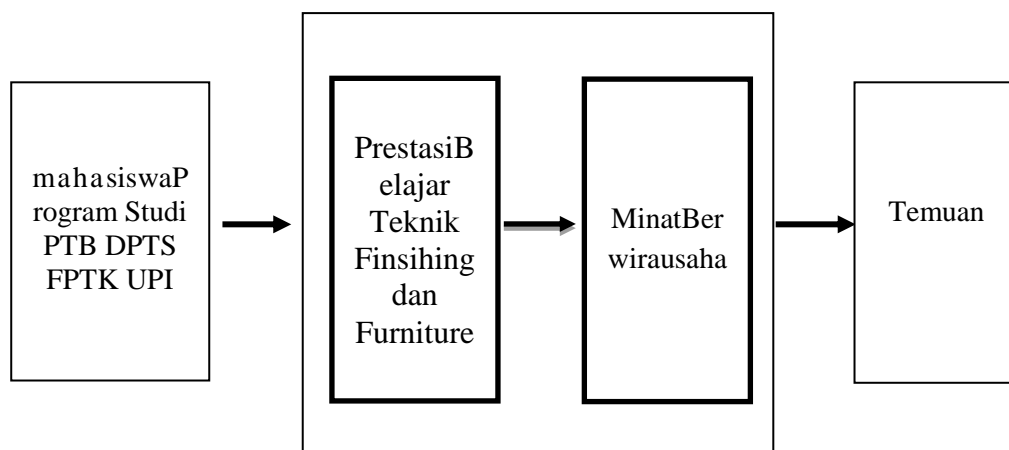 mahasiswaP
rogram Studi
PTB DPTS
FPTK UPI
PrestasiB
elajar
Teknik
Finsihing
dan
Furniture
MinatBer
wirausaha
Temuan